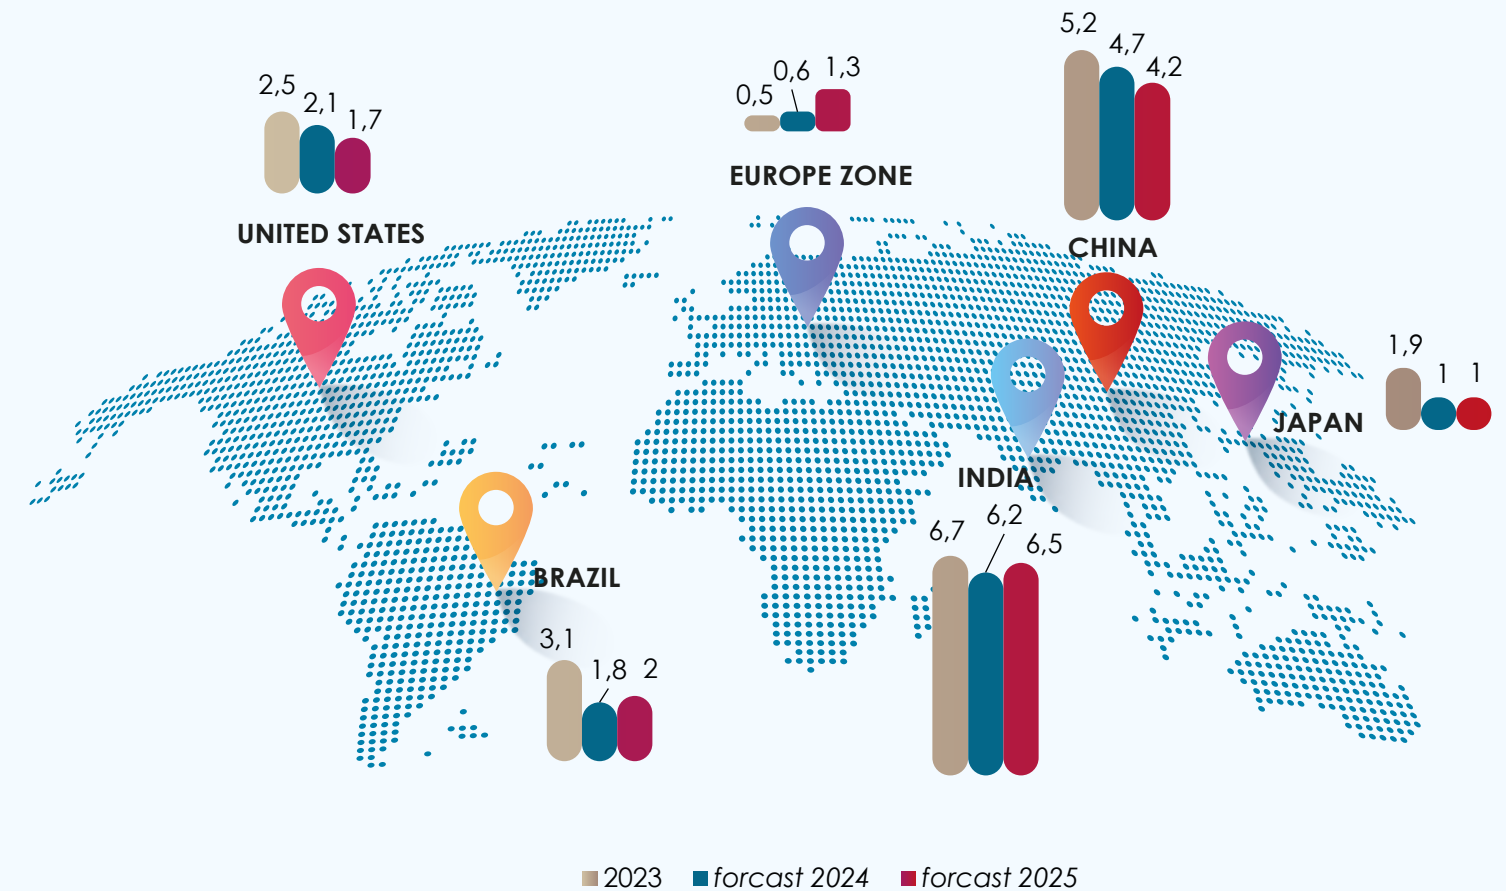 5,2
4,7
4,2
2,5
2,1
1,7
0,5
0,6
1,3
EUROPE ZONE
UNITED STATES
CHINA
1,9
1
1
JAPAN
INDIA
6,7
6,2
6,5
BRAZIL
3,1
1,8
2
2023
forcast 2024
forcast 2025